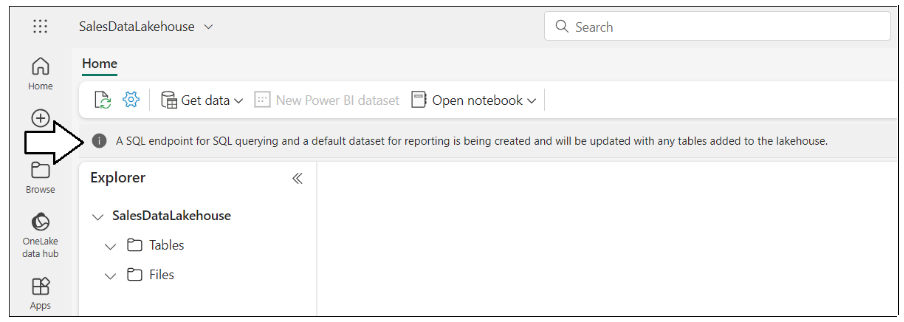 SalesDataLakehouse
Search
Home
Home
Get data
New Power BI dataset
Open notebook
A SQL endpoint for SQL querying and a default dataset for reporting is being created and will be updated with any tables added to the lakehouse.
Browse
Explorer
SalesDataLakehouse
OneLake
data hub
Tables
Files
Apps